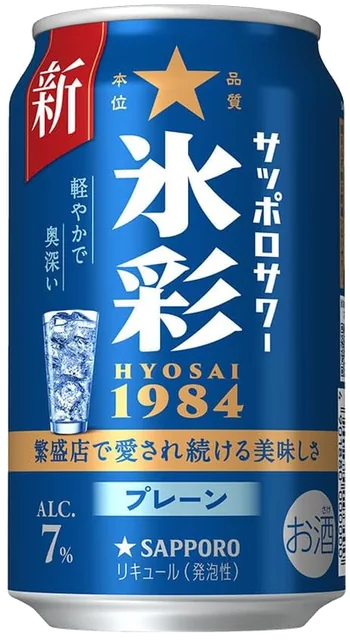 新
品質
本位
サッポロサワー
氷彩
HYOSAI
1984
軽やかで
奥深い
繁盛店で愛され続ける美味しさ
プレーン
ALC.
7%
お酒
さけ
★ SAPPORO
リキュール(発泡性)